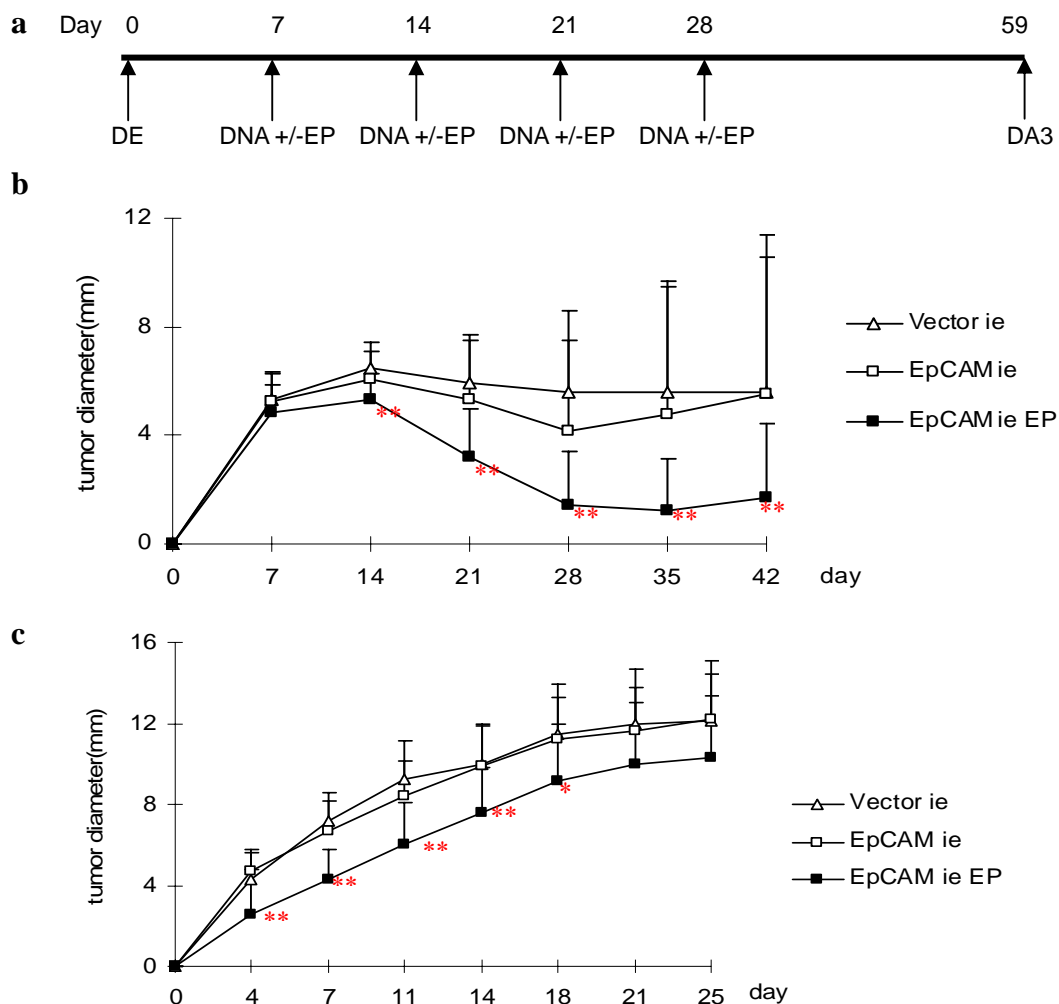 a Day 0 7 14 21 28 59
DE DNA +/-EP DNA +/-EP DNA +/-EP DNA +/-EP DA3
b
12
8
4
0
tumor diameter(mm)
Vector ie
EpCAM ie
EpCAM ie EP
** ** ** ** **
0 7 14 21 28 35 42 day
c
16
12
8
4
0
tumor diameter(mm)
Vector ie
EpCAM ie
EpCAM ie EP
** ** ** ** *
0 4 7 11 14 18 21 25 day